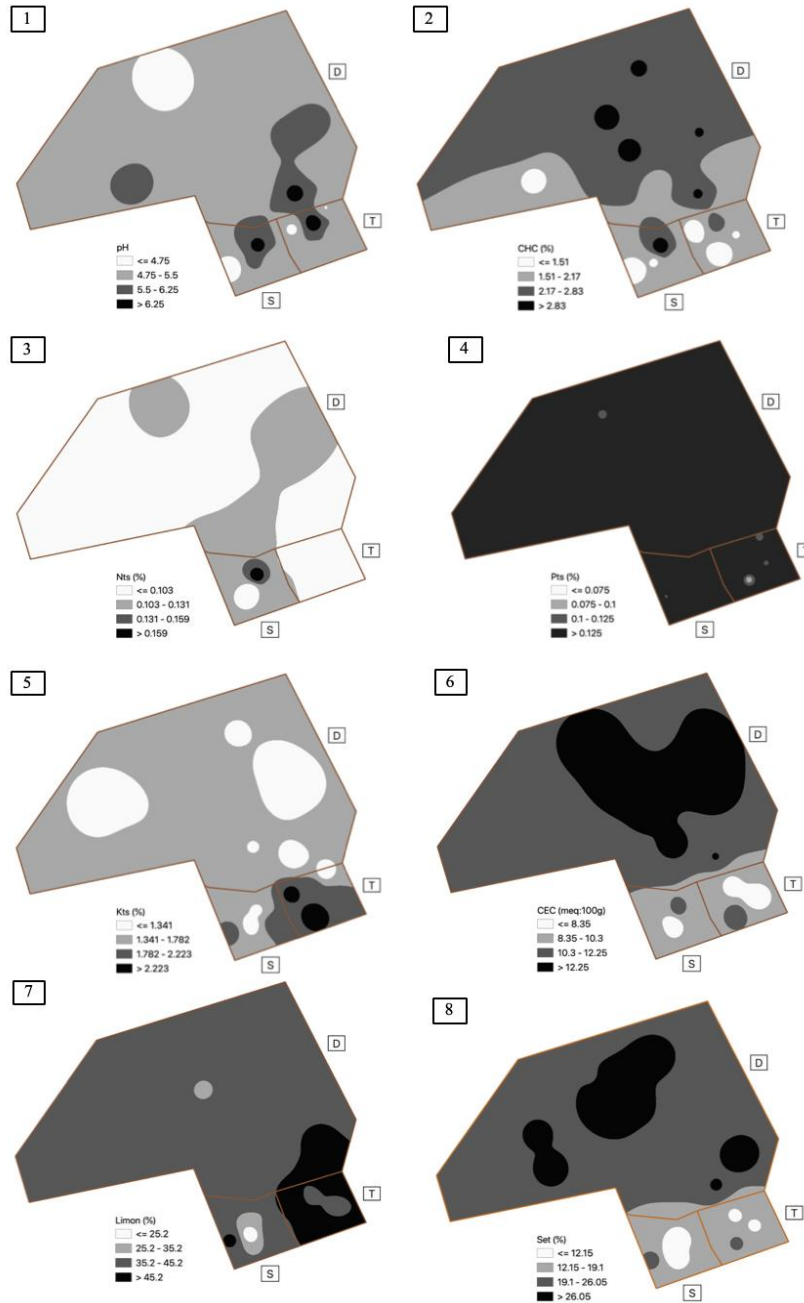 1
D
T
S
pH
<= 4.75
4.75 - 5.5
5.5 - 6.25
> 6.25
2
D
T
S
CHC (%)
<= 1.51
1.51 - 2.17
2.17 - 2.83
> 2.83
3
D
T
S
Nts (%)
<= 0.103
0.103 - 0.131
0.131 - 0.159
> 0.159
4
D
T
S
Pts (%)
<= 0.075
0.075 - 0.1
0.1 - 0.125
> 0.125
5
D
T
S
Kts (%)
<= 1.341
1.341 - 1.782
1.782 - 2.223
> 2.223
6
D
T
S
CEC (meq:100g)
<= 8.35
8.35 - 10.3
10.3 - 12.25
> 12.25
7
D
T
S
Limon (%)
<= 25.2
25.2 - 35.2
35.2 - 45.2
> 45.2
8
D
T
S
Set (%)
<= 12.15
12.15 - 19.1
19.1 - 26.05
> 26.05